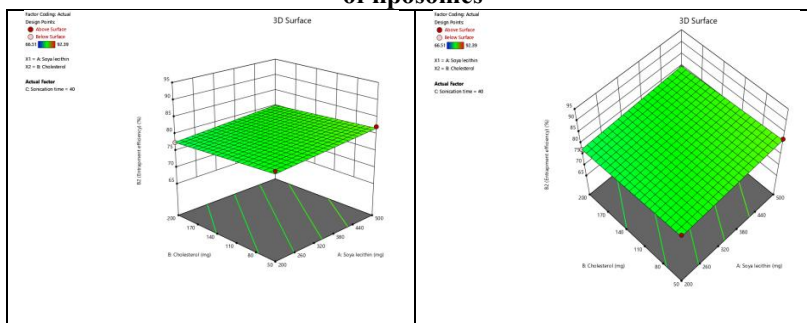 of liposomes
Factor Coding: Actual
Design Points:
Above Surface
Below Surface
66.51 92.39
X1 = A: Soya lecithin
X2 = B: Cholesterol
Actual Factor
C: Sonication time = 40
3D Surface
R2 (Entrapment efficiency) (%)
95
90
85
80
75
70
65
200
170
140
110
80
50
200
260
320
380
440
500
B: Cholesterol (mg)
A: Soya lecithin (mg)
Factor Coding: Actual
Design Points:
Above Surface
Below Surface
66.51 92.39
X1 = A: Soya lecithin
X2 = B: Cholesterol
Actual Factor
C: Sonication time = 40
3D Surface
R2 (Entrapment efficiency) (%)
95
90
85
80
75
70
65
200
170
140
110
80
50
200
260
320
380
440
500
B: Cholesterol (mg)
A: Soya lecithin (mg)